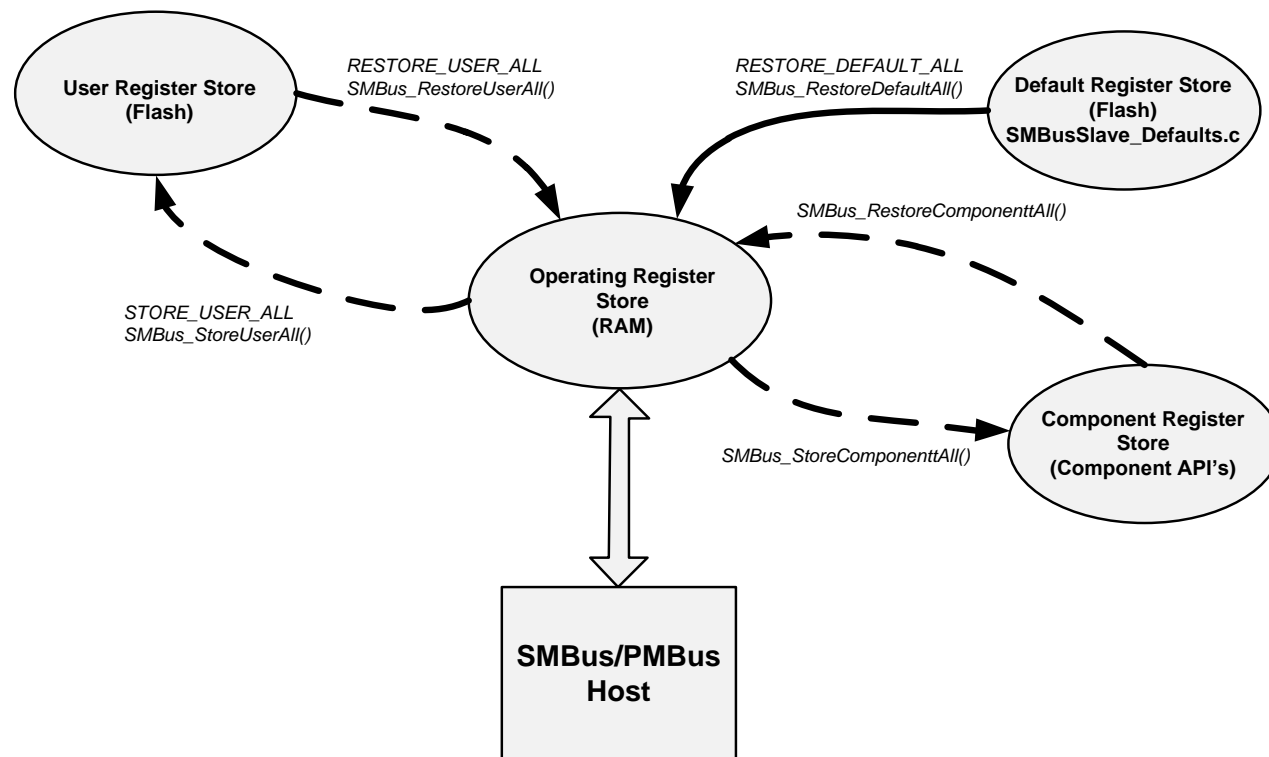 User Register Store
(Flash)
RESTORE_USER_ALL
SMBus_RestoreUserAll()
RESTORE_DEFAULT_ALL
SMBus_RestoreDefaultAll()
Default Register Store
(Flash)
SMBusSlave_Defaults.c
SMBus_RestoreComponenttAll()
Operating Register
Store
(RAM)
STORE_USER_ALL
SMBus_StoreUserAll()
SMBus_StoreComponenttAll()
Component Register
Store
(Component API's)
SMBus/PMBus
Host